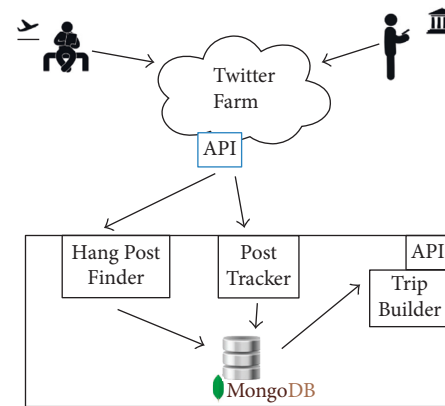 Twitter
Farm
API
Hang Post
Finder
Post
Tracker
API
Trip
Builder
MongoDB